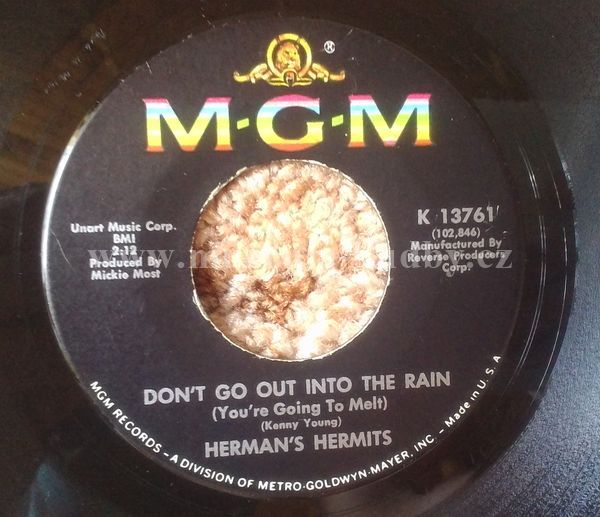 ®
M-G-M
Unart Music Corp.
BMI
2:12
Produced By
Mickie Most
K 13761
(102,846)
Manufactured By
Reverse Producers
Corp.
DON'T GO OUT INTO THE RAIN
(You're Going To Melt)
(Kenny Young)
HERMAN'S HERMITS
MGM RECORDS – A DIVISION OF METRO-GOLDWYN-MAYER, INC. – Made in U.S.A